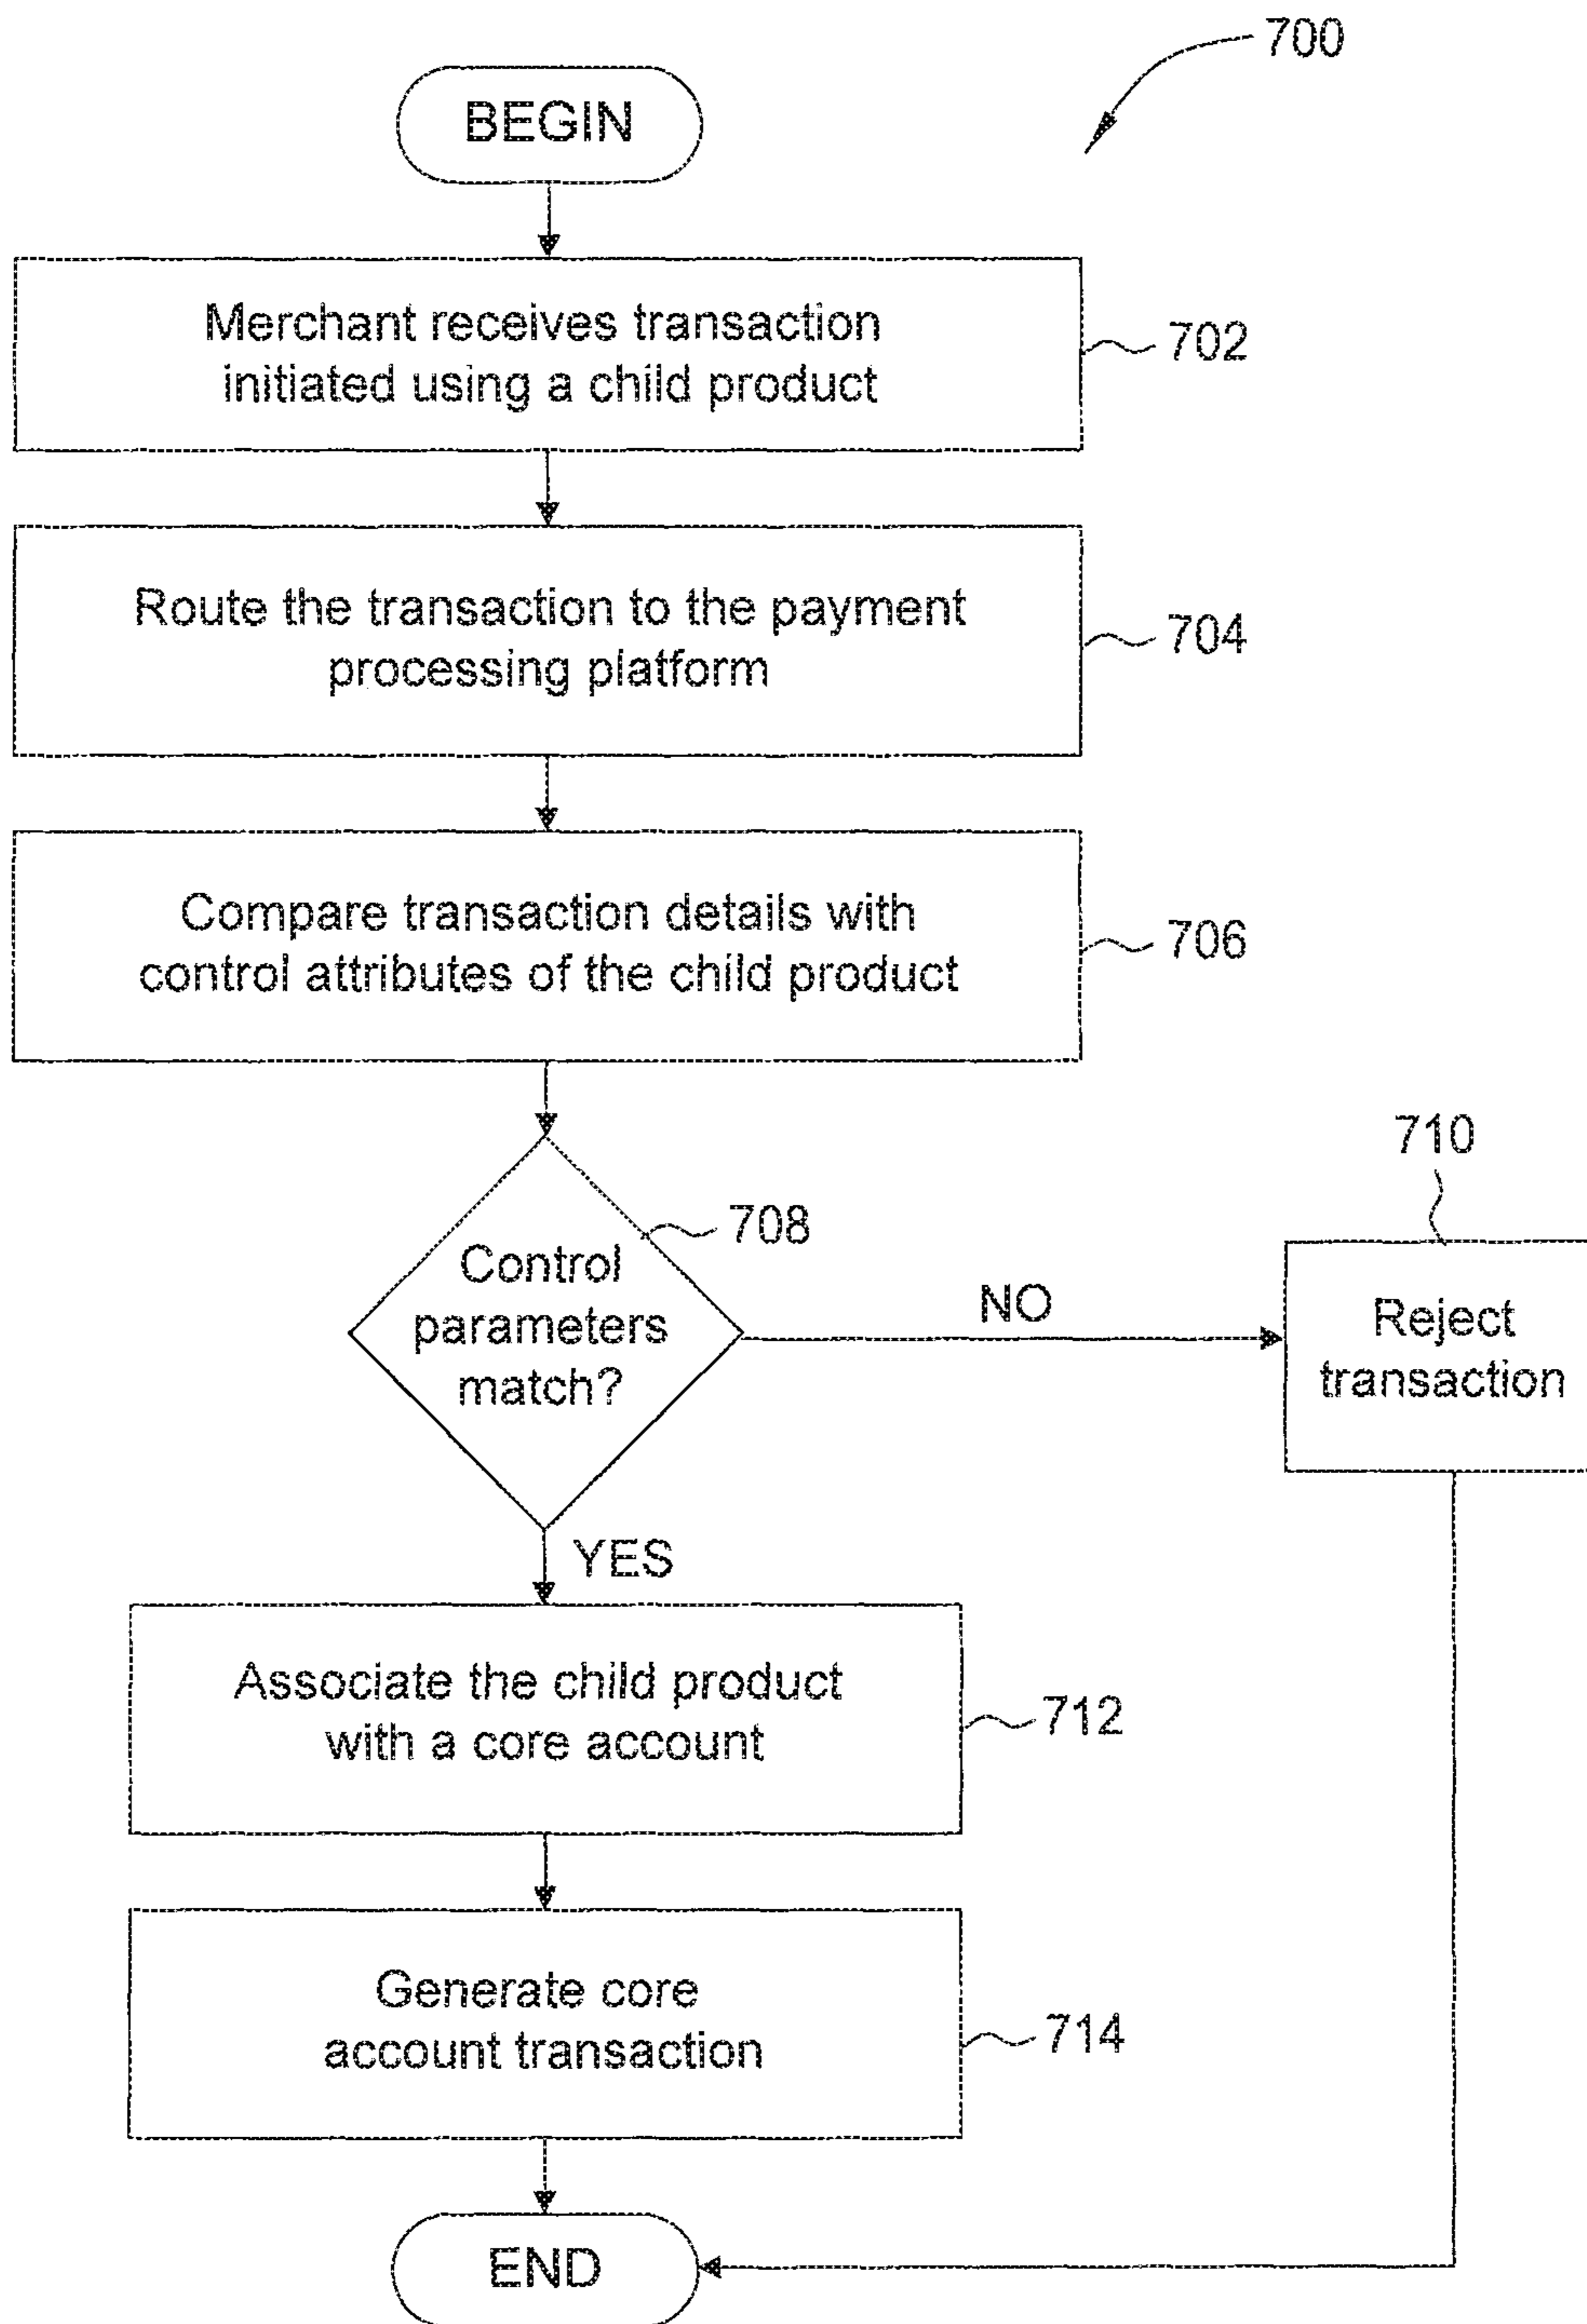 700
BEGIN
Merchant receives transaction
initiated using a child product
702
Route the transaction to the payment
processing platform
704
Compare transaction details with
control attributes of the child product
706
708
Control
parameters
match?
NO
710
Reject
transaction
YES
Associate the child product
with a core account
712
Generate core
account transaction
714
END